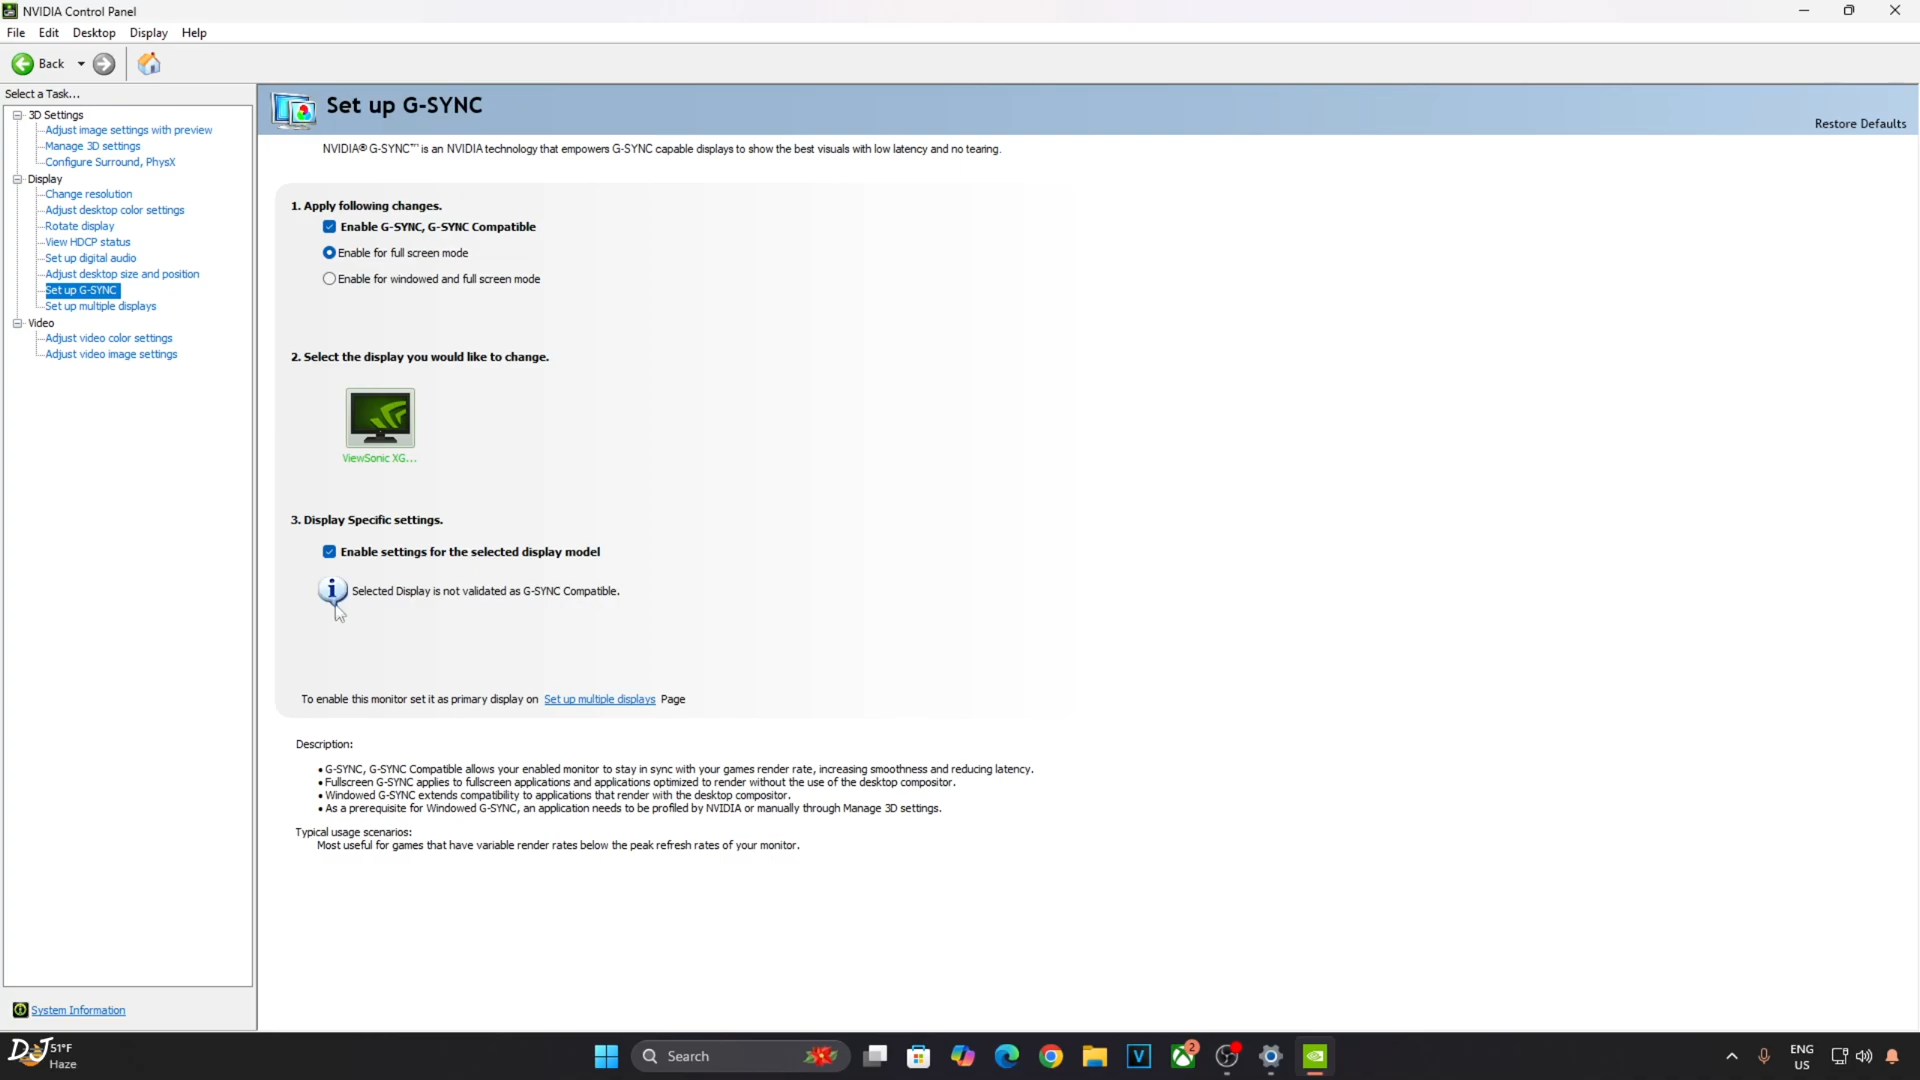 NVIDIA Control Panel
File Edit Desktop Display Help
Back
Select a Task...
3D Settings
Adjust image settings with preview
Manage 3D settings
Configure Surround, PhysX
Display
Change resolution
Adjust desktop color settings
Rotate display
View HDCP status
Set up digital audio
Adjust desktop size and position
Set up G-SYNC
Set up multiple displays
Video
Adjust video color settings
Adjust video image settings
System Information
Set up G-SYNC
Restore Defaults
NVIDIA® G-SYNC™ is an NVIDIA technology that empowers G-SYNC capable displays to show the best visuals with low latency and no tearing.
1. Apply following changes.
Enable G-SYNC, G-SYNC Compatible
Enable for full screen mode
Enable for windowed and full screen mode
2. Select the display you would like to change.
ViewSonic XG...
3. Display Specific settings.
Enable settings for the selected display model
Selected Display is not validated as G-SYNC Compatible.
To enable this monitor set it as primary display on Set up multiple displays Page
Description:
• G-SYNC, G-SYNC Compatible allows your enabled monitor to stay in sync with your games render rate, increasing smoothness and reducing latency.
• Fullscreen G-SYNC applies to fullscreen applications and applications optimized to render without the use of the desktop compositor.
• Windowed G-SYNC extends compatibility to applications that render with the desktop compositor.
• As a prerequisite for Windowed G-SYNC, an application needs to be profiled by NVIDIA or manually through Manage 3D settings.
Typical usage scenarios:
Most useful for games that have variable render rates below the peak refresh rates of your monitor.
DJ 51°F
Haze
Search
V
2
ENG
US